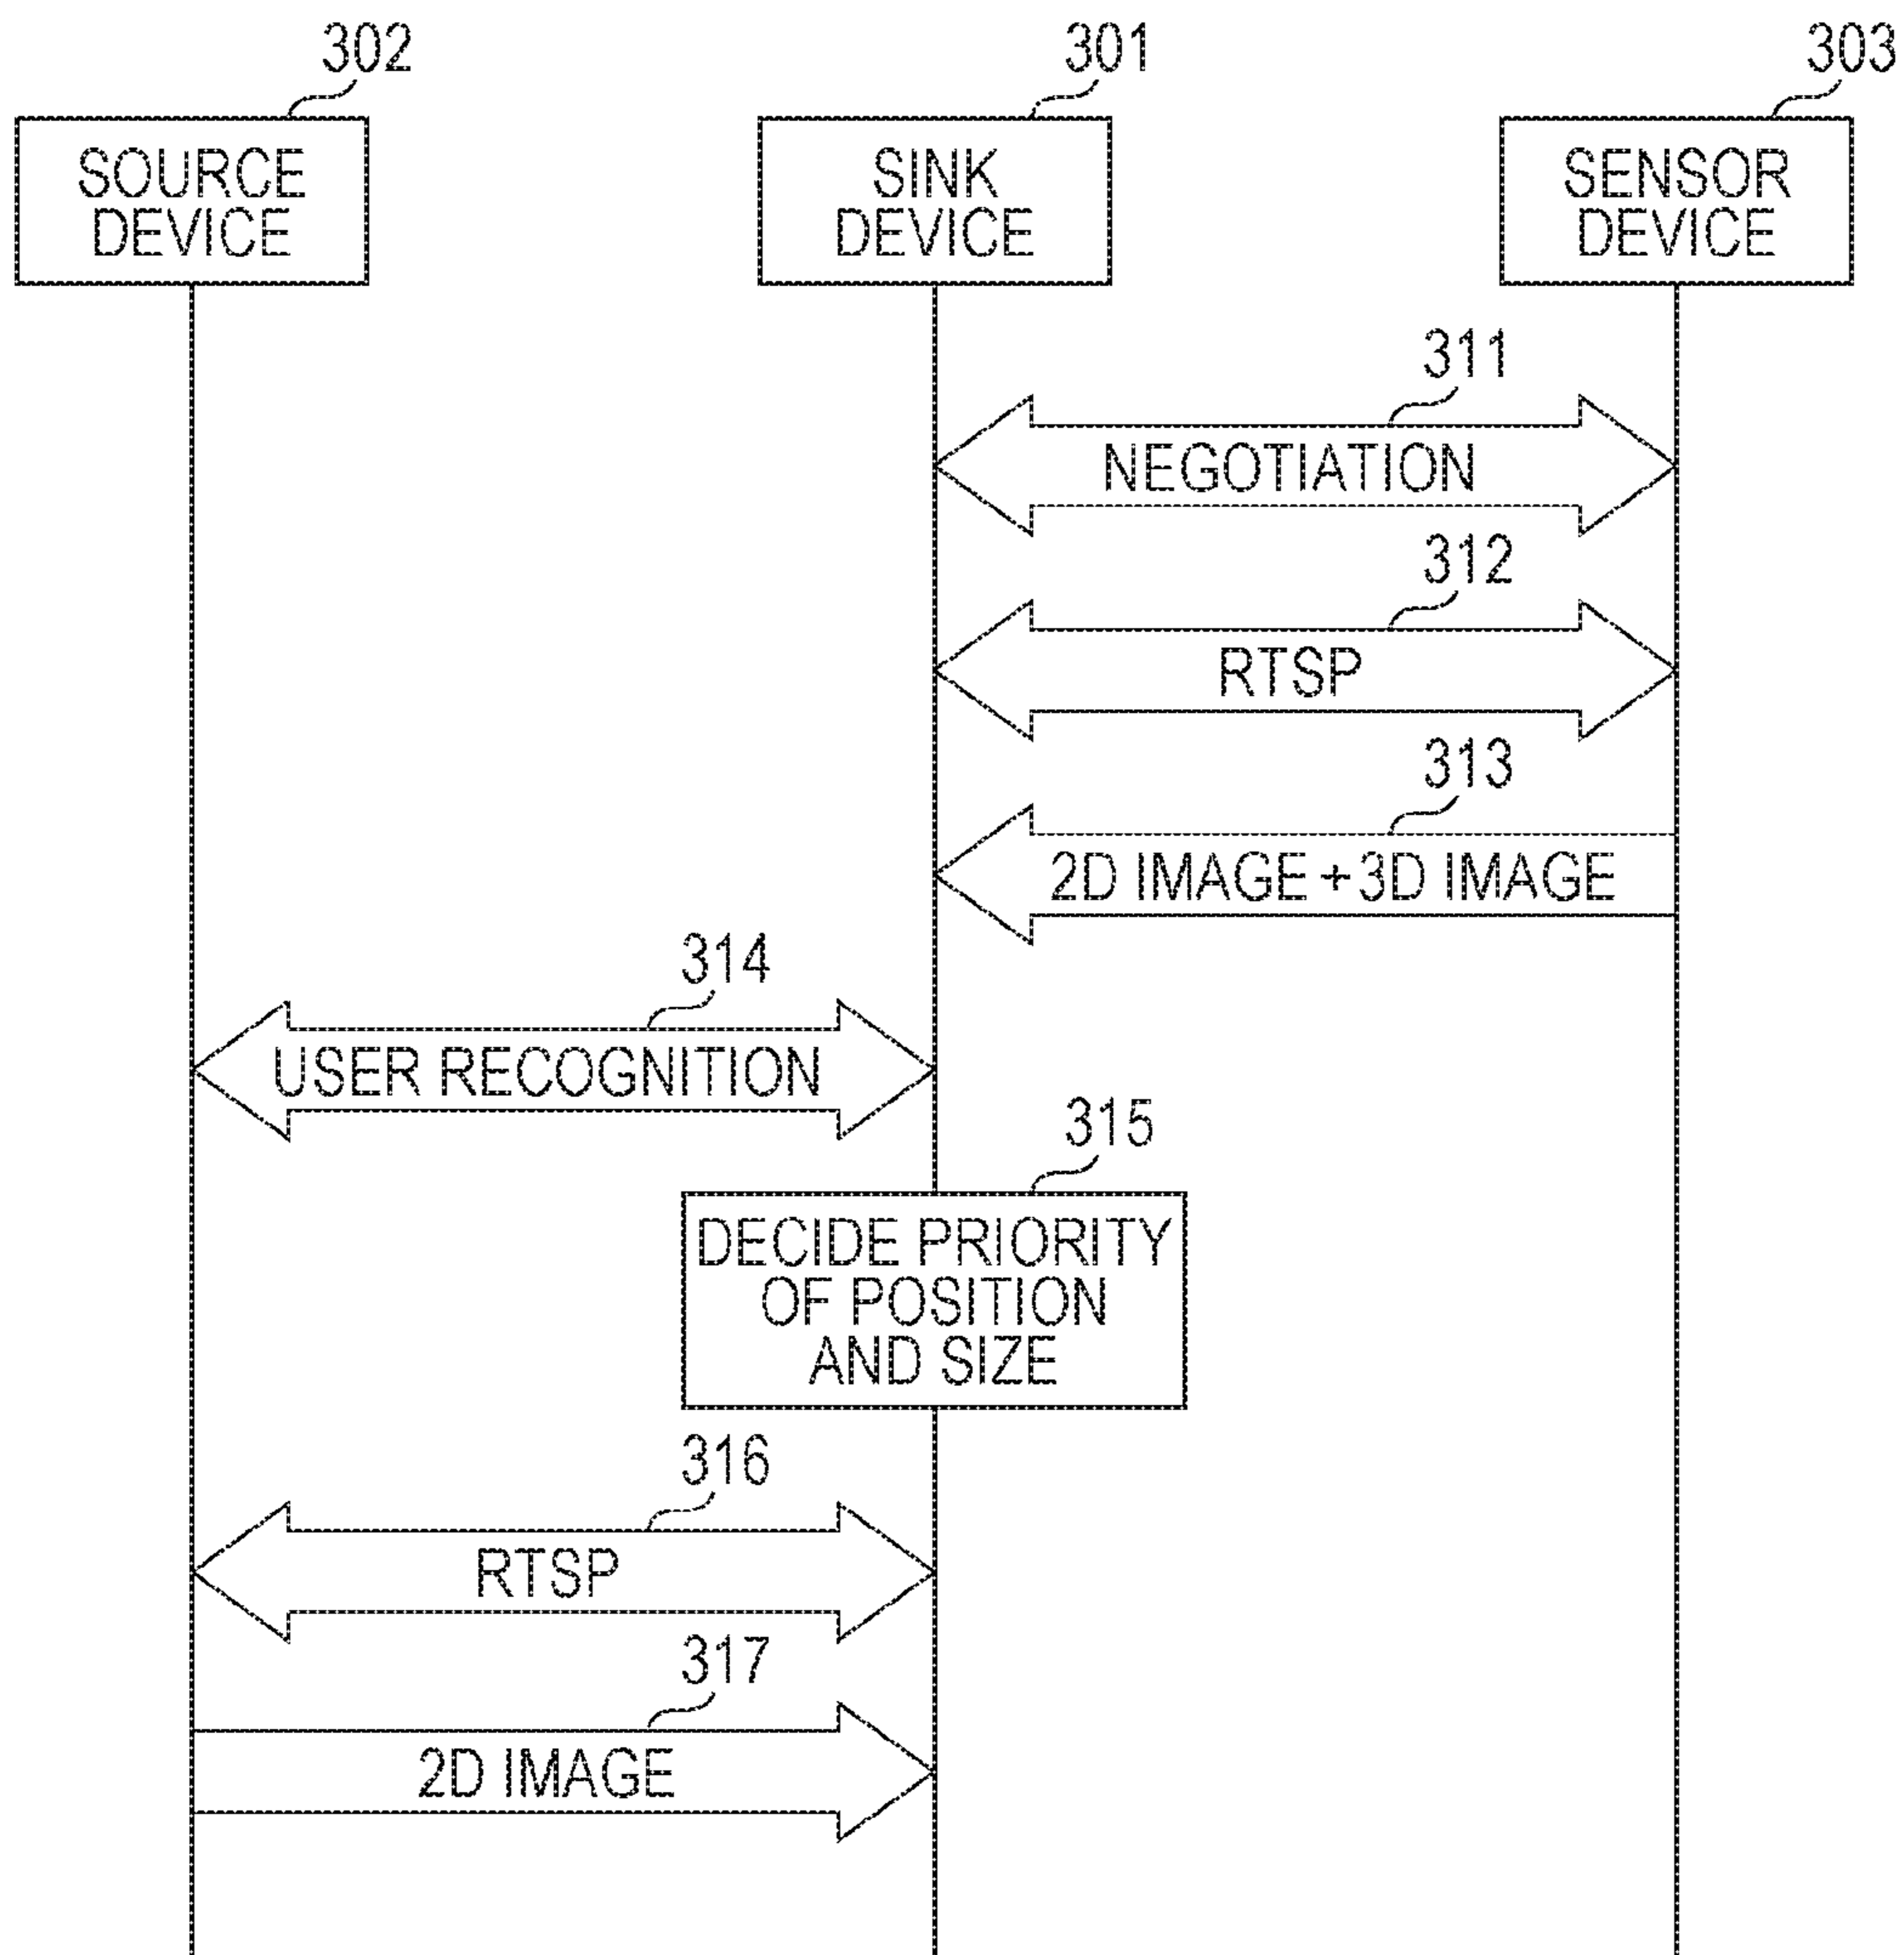 302
301
303
SOURCE
DEVICE
SINK
DEVICE
SENSOR
DEVICE
311
NEGOTIATION
312
RTSP
313
2D IMAGE + 3D IMAGE
314
USER RECOGNITION
315
DECIDE PRIORITY
OF POSITION
AND SIZE
316
RTSP
317
2D IMAGE